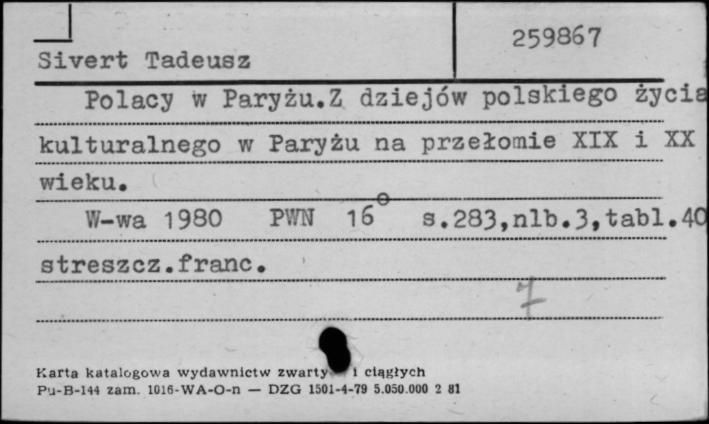 259867
Sivert Tadeusz
Polacy w Paryżu.Z dziejów polskiego życia
kulturalnego w Paryżu na przełomie XIX i XX
wieku.
W-wa 1980 PWN 16° s.283,nlb.3,tabl.40
streszcz.franc.
7
Karta katalogowa wydawnictw zwarty i ciągłych
Pu-B-144 zam. 1016-WA-O-n — DZG 1501-4-79 5.050.000 2 81